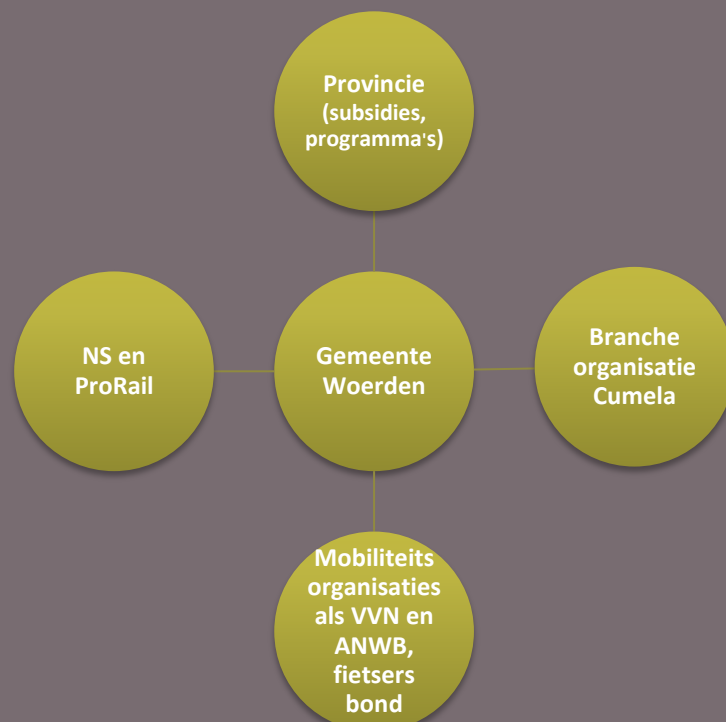 Provincie
(subsidies,
programma's)
NS en
ProRail
Gemeente
Woerden
Branche
organisatie
Cumela
Mobiliteits
organisaties
als VVN en
ANWB,
fietsers
bond